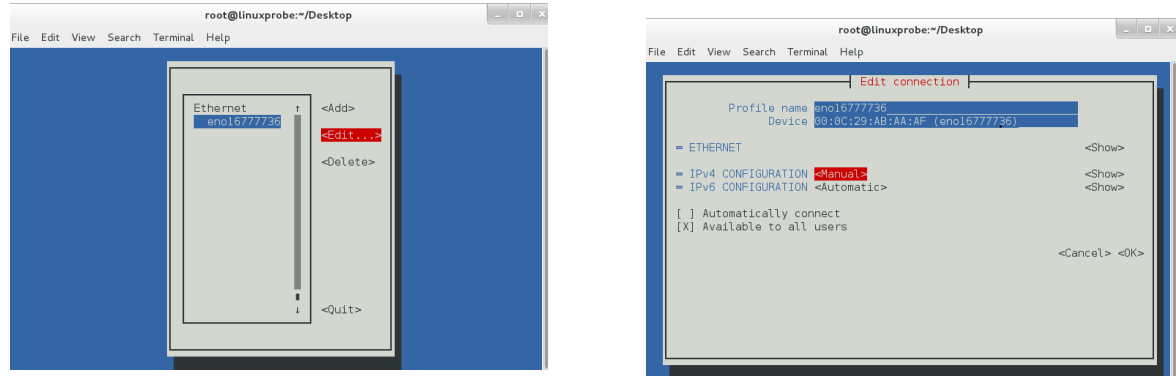 root@linuxprobe:~/Desktop
File Edit View Search Terminal Help
Ethernet
eno16777736
<Add>
<Edit...>
<Delete>
<Quit>
root@linuxprobe:~/Desktop
File Edit View Search Terminal Help
Edit connection
Profile name eno16777736
Device 00:0C:29:AB:AA:AF (eno16777736)
= ETHERNET <Show>
= IPv4 CONFIGURATION <Manual> <Show>
= IPv6 CONFIGURATION <Automatic> <Show>
[ ] Automatically connect
[X] Available to all users
<Cancel> <OK>